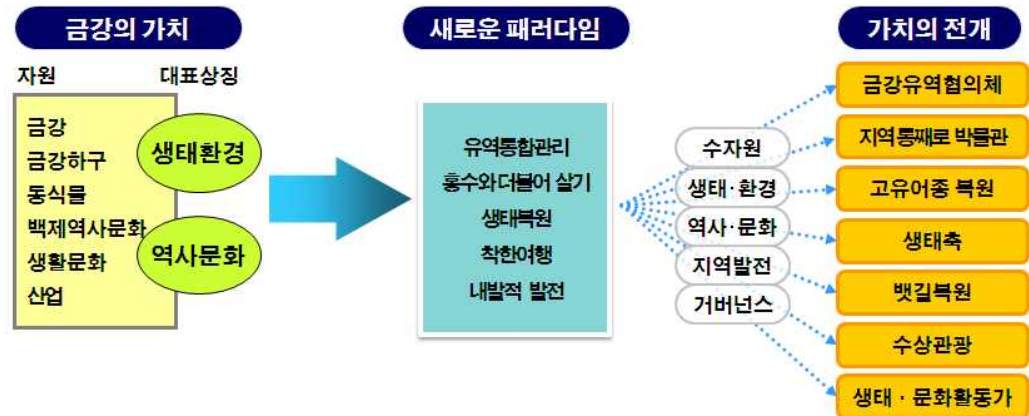 금강의 가치
자원
대표상징
금강
금강하구
동식물
백제역사문화
생활문화
산업
생태환경
역사문화
새로운 패러다임
유역통합관리
홍수와 더불어 살기
생태복원
착한여행
내발적 발전
수자원
생태·환경
역사·문화
지역발전
거버넌스
가치의 전개
금강유역협의체
지역통째로 박물관
고유어종 복원
생태축
뱃길복원
수상관광
생태·문화활동가